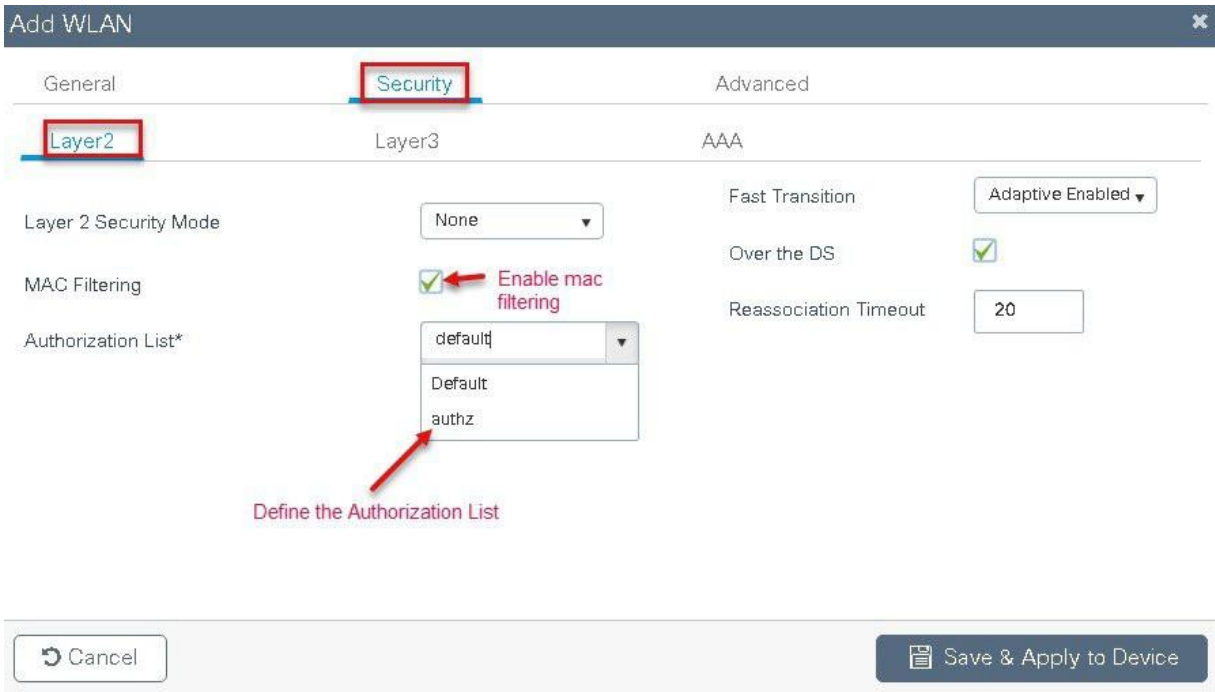 Add WLAN
General
Security
Advanced
Layer2
Layer3
AAA
Layer 2 Security Mode
None
MAC Filtering
Enable mac
filtering
Authorization List*
default
Default
authz
Define the Authorization List
Fast Transition
Adaptive Enabled
Over the DS
Reassociation Timeout
20
Cancel
Save & Apply to Device